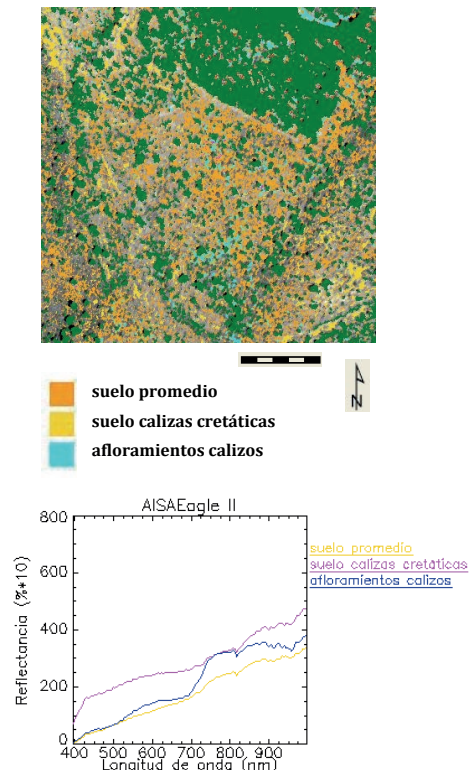 suelo promedio
suelo calizas cretáticas
afloramientos calizos
N
AISAEagle II
800
600
400
200
0
Reflectancia (%*10)
suelo promedio
suelo calizas cretáticas
afloramientos calizos
400 500 600 700 800 900
Longitud de onda (nm)